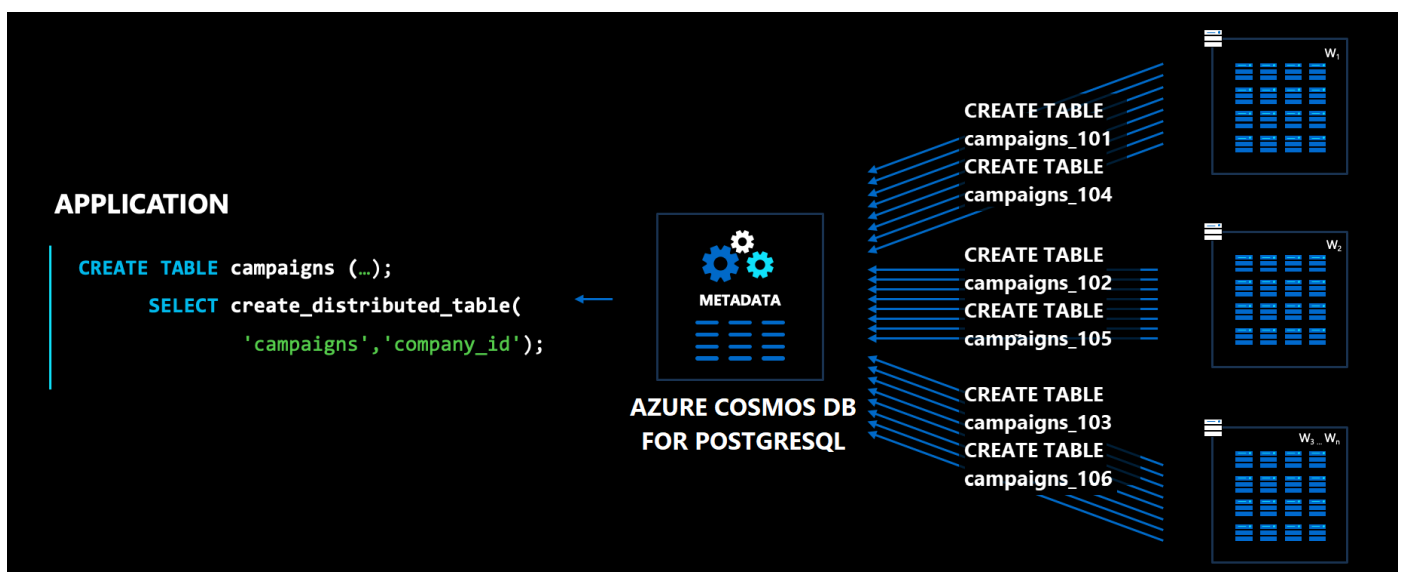 APPLICATION
CREATE TABLE campaigns (…);
SELECT create_distributed_table(
'campaigns','company_id');
METADATA
AZURE COSMOS DB
FOR POSTGRESQL
CREATE TABLE
campaigns_101
CREATE TABLE
campaigns_104
CREATE TABLE
campaigns_102
CREATE TABLE
campaigns_105
CREATE TABLE
campaigns_103
CREATE TABLE
campaigns_106
W1
W2
W3 ... Wn